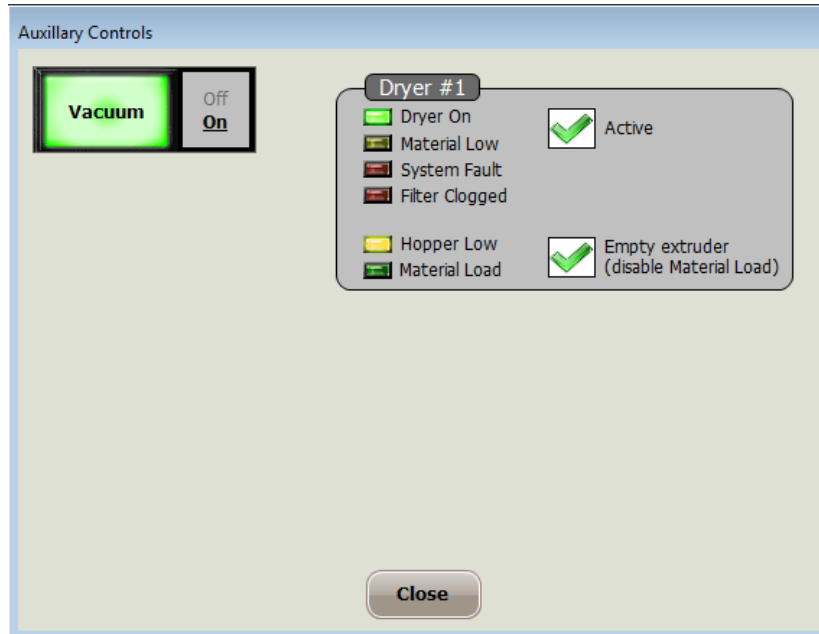 Auxillary Controls
Vacuum
Off
On
Dryer #1
Dryer On
Material Low
System Fault
Filter Clogged
Hopper Low
Material Load
Active
Empty extruder
(disable Material Load)
Close